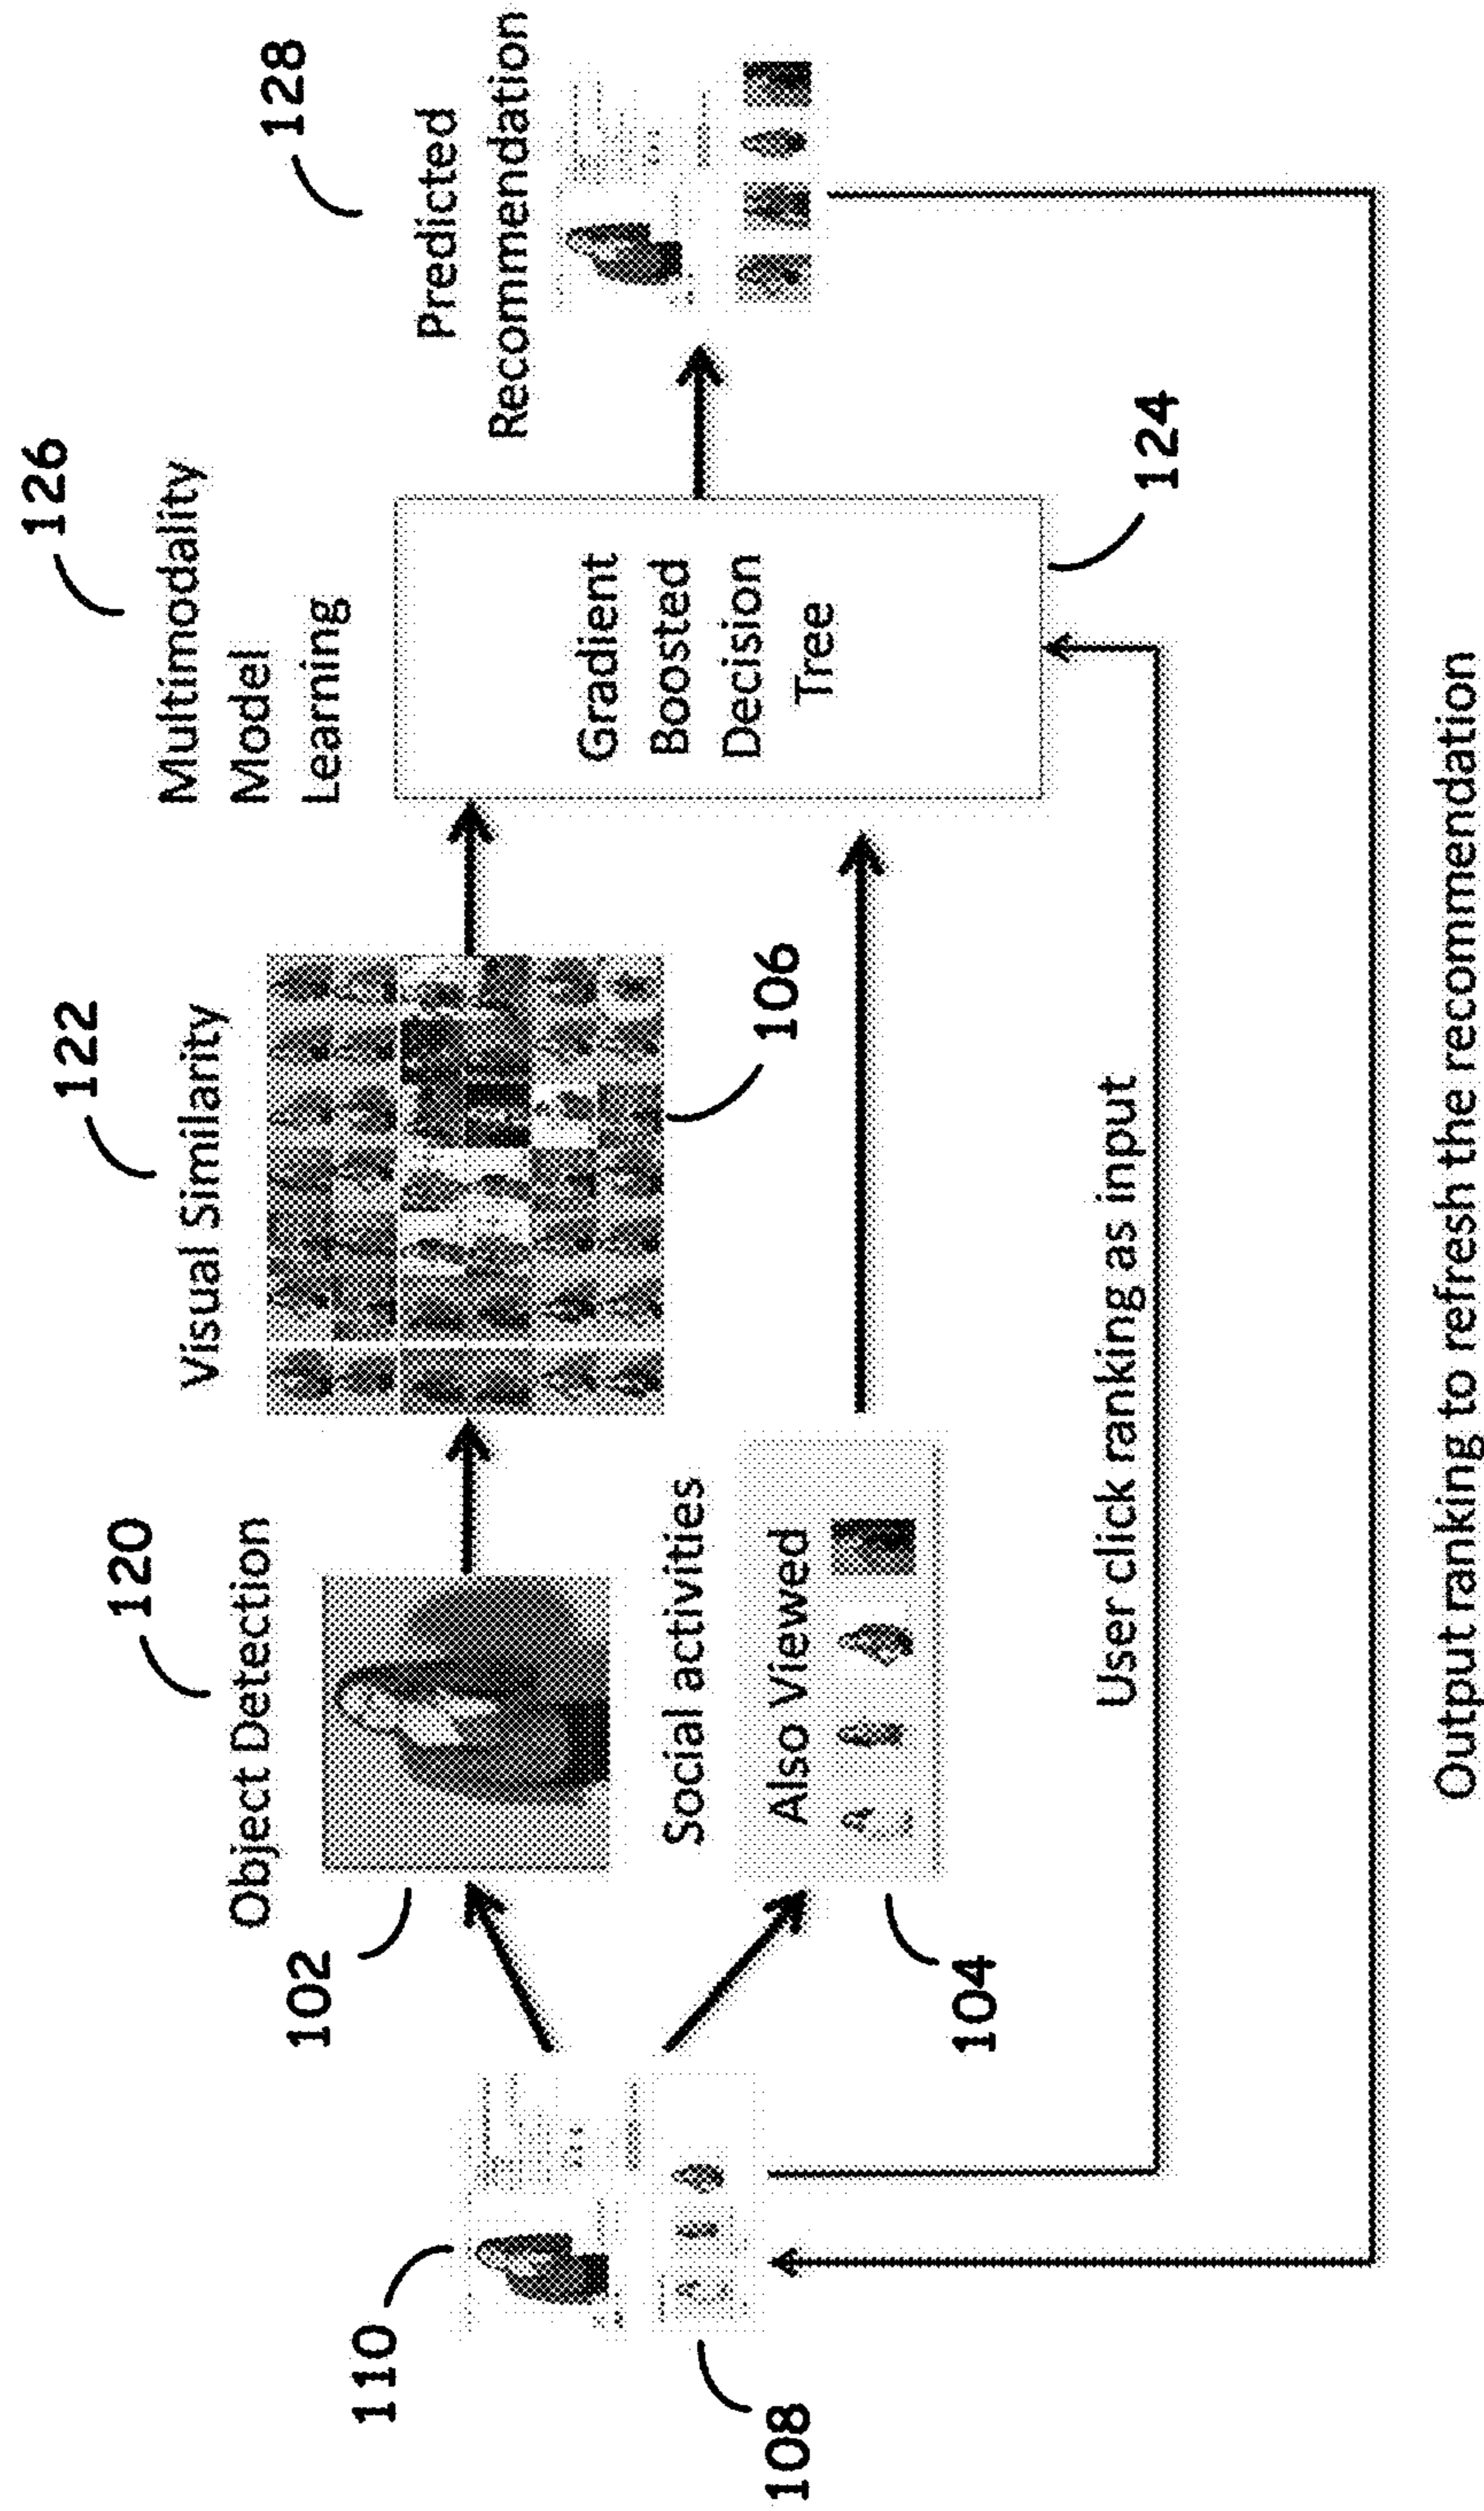 120
Object Detection
122
Visual Similarity
126
Multimodality
Model
Learning
128
Predicted
Recommendation
110
102
106
Gradient
Boosted
Decision
Tree
Social activities
Also Viewed
108
104
124
User click ranking as input
Output ranking to refresh the recommendation